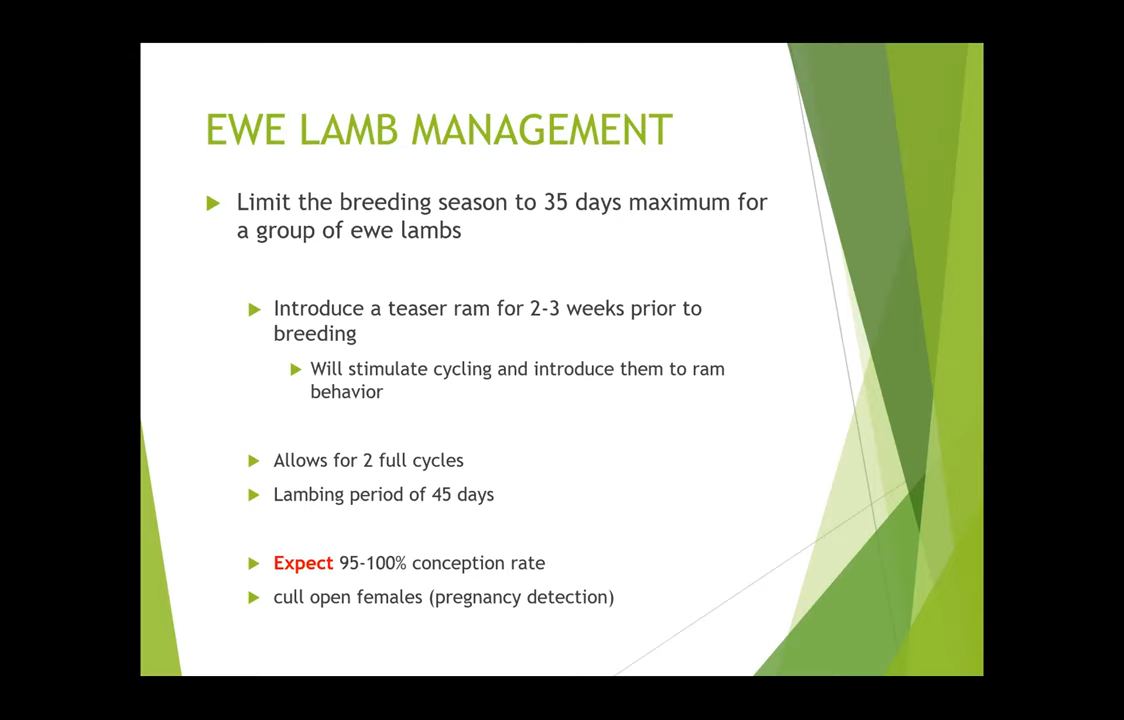 EWE LAMB MANAGEMENT
Limit the breeding season to 35 days maximum for
a group of ewe lambs
Introduce a teaser ram for 2-3 weeks prior to
breeding
Will stimulate cycling and introduce them to ram
behavior
Allows for 2 full cycles
Lambing period of 45 days
Expect 95-100% conception rate
cull open females (pregnancy detection)